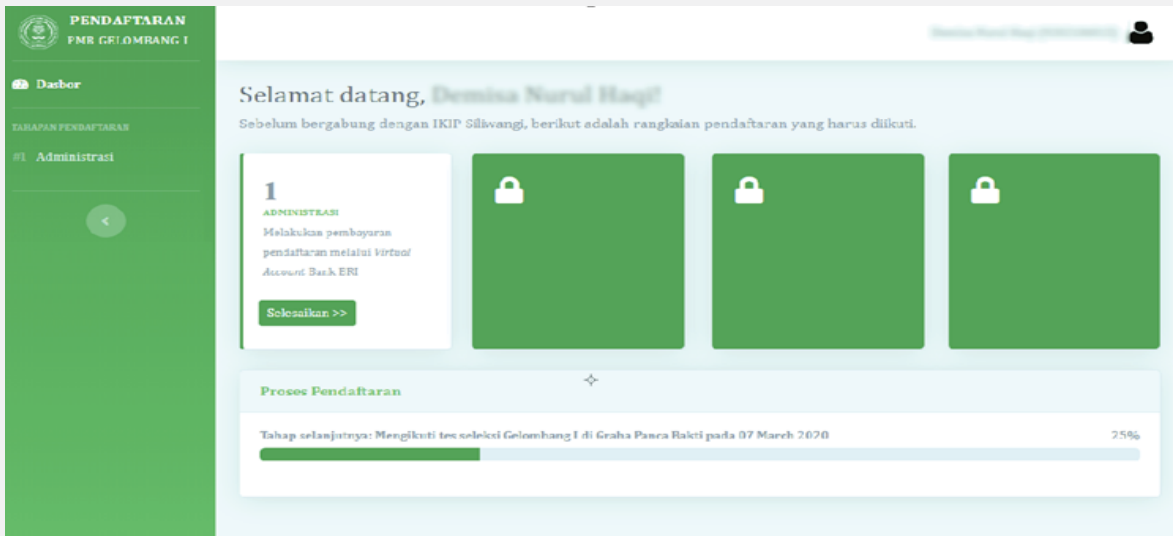 PENDAFTARAN
PMB GELOMBANG I
Dasbor
TAHAPAN PENDAFTARAN
#1 Administrasi
<
Selamat datang,
Sebelum bergabung dengan IKIP Siliwangi, berikut adalah rangkaian pendaftaran yang harus diikuti.
1
ADMINISTRASI
Melakukan pembayaran
pendaftaran melalui Virtual
Account Bank BRI
Selesaikan >>
Proses Pendaftaran
Tahap selanjutnya: Mengikuti tes seleksi Gelombang I di Graha Panca Bakti pada 07 March 2020
25%